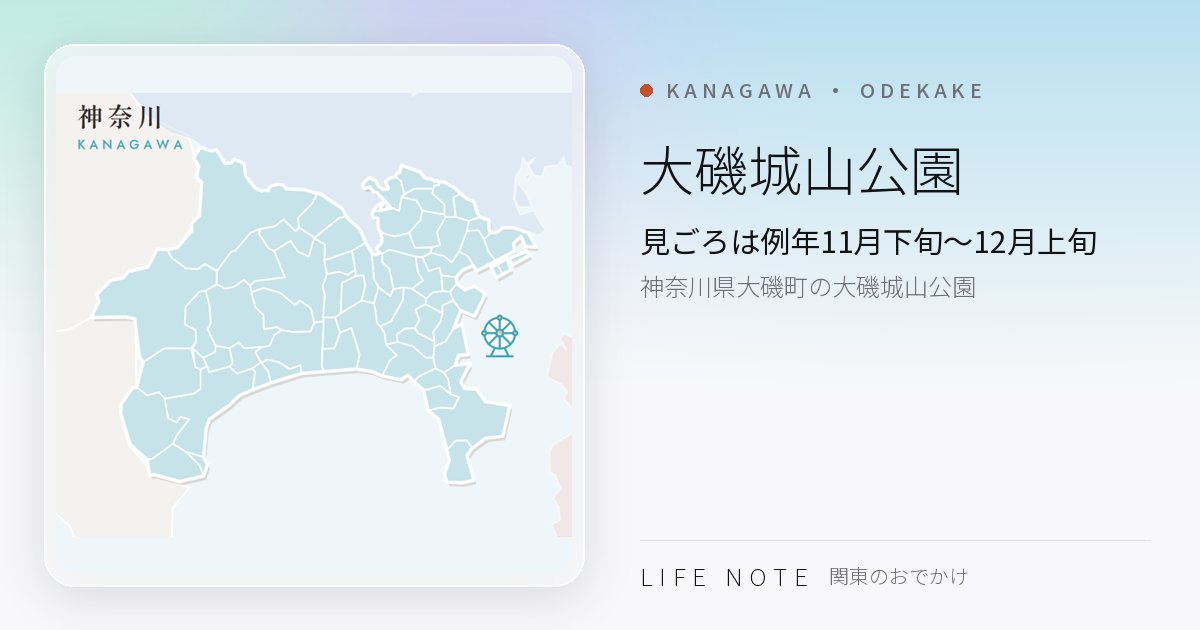 神奈川
KANAGAWA
KANAGAWA • ODEKAKE
大磯城山公園
見ごろは例年11月下旬〜12月上旬
神奈川県大磯町の大磯城山公園
LIFE NOTE 関東のおでかけ